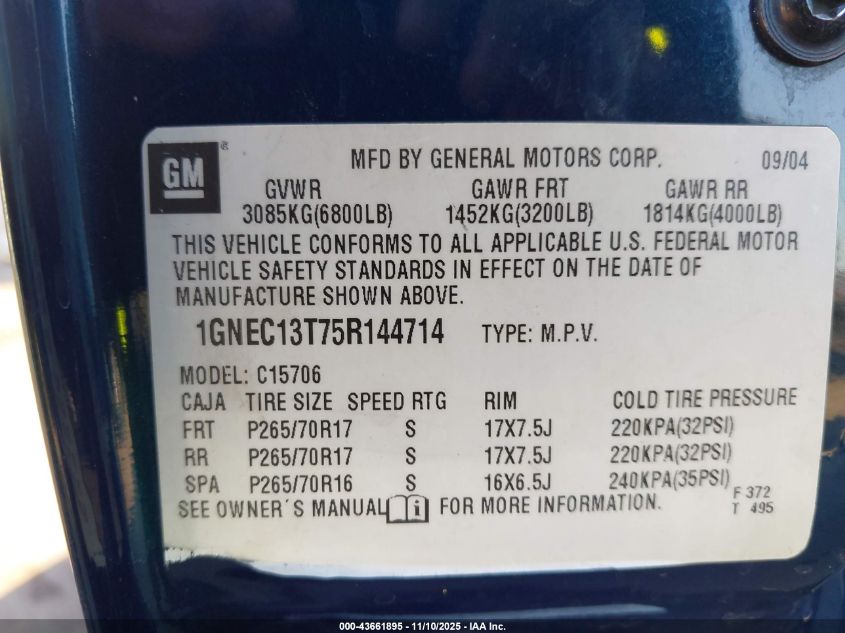 GM ®
MFD BY GENERAL MOTORS CORP. 09/04
GVWR GAWR FRT GAWR RR
3085KG(6800LB) 1452KG(3200LB) 1814KG(4000LB)
THIS VEHICLE CONFORMS TO ALL APPLICABLE U.S. FEDERAL MOTOR
VEHICLE SAFETY STANDARDS IN EFFECT ON THE DATE OF
MANUFACTURE SHOWN ABOVE.
1GNEC13T75R144714 TYPE: M.P.V.
MODEL: C15706
CAJA TIRE SIZE SPEED RTG RIM COLD TIRE PRESSURE
FRT P265/70R17 S 17X7.5J 220KPA(32PSI)
RR P265/70R17 S 17X7.5J 220KPA(32PSI)
SPA P265/70R16 S 16X6.5J 240KPA(35PSI)
SEE OWNER'S MANUAL i FOR MORE INFORMATION.
F 372
T 495
000-43661895 - 11/10/2025 - IAA Inc.